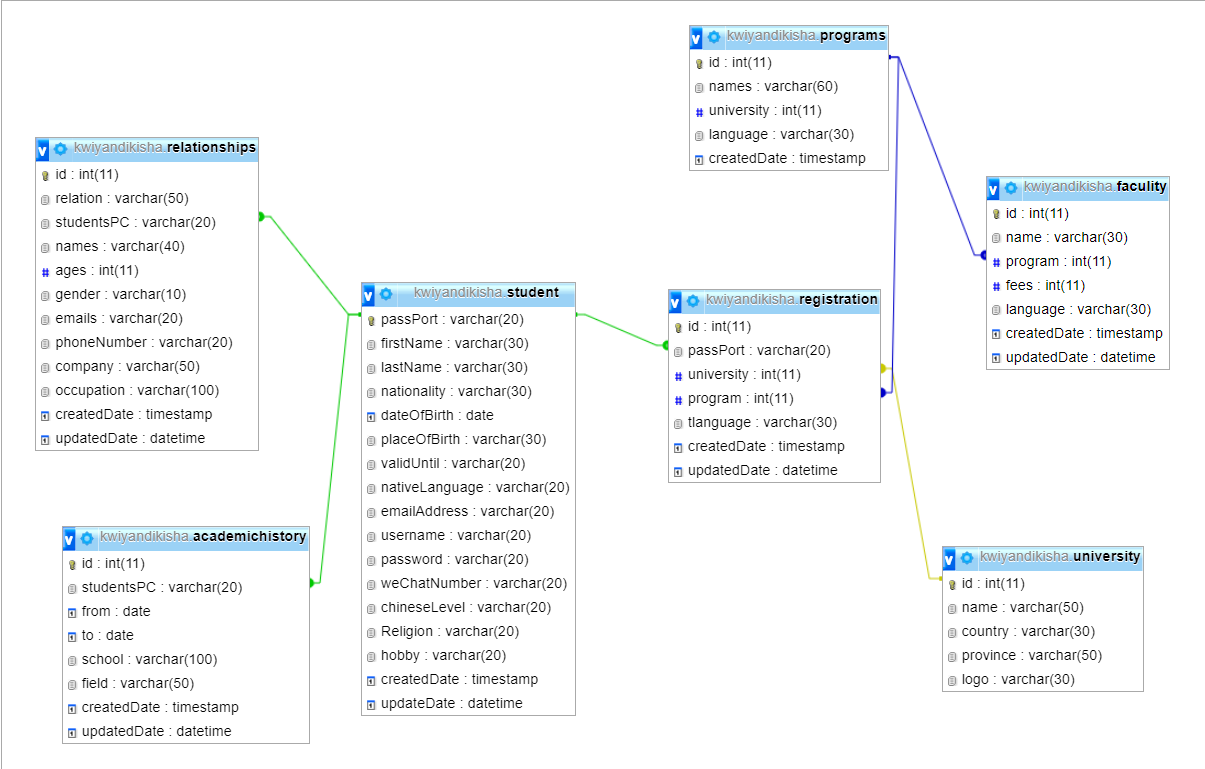 kwiyandikisha.programs
id : int(11)
names : varchar(60)
university : int(11)
language : varchar(30)
createdDate : timestamp
kwiyandikisha.relationships
id : int(11)
relation : varchar(50)
studentsPC : varchar(20)
names : varchar(40)
ages : int(11)
gender : varchar(10)
emails : varchar(20)
phoneNumber : varchar(20)
company : varchar(50)
occupation : varchar(100)
createdDate : timestamp
updatedDate : datetime
kwiyandikisha.faculity
id : int(11)
name : varchar(30)
program : int(11)
fees : int(11)
language : varchar(30)
createdDate : timestamp
updatedDate : datetime
kwiyandikisha.student
passPort : varchar(20)
firstName : varchar(30)
lastName : varchar(30)
nationality : varchar(30)
dateOfBirth : date
placeOfBirth : varchar(30)
validUntil : varchar(20)
nativeLanguage : varchar(20)
emailAddress : varchar(20)
username : varchar(20)
password : varchar(20)
weChatNumber : varchar(20)
chineseLevel : varchar(20)
Religion : varchar(20)
hobby : varchar(20)
createdDate : timestamp
updateDate : datetime
kwiyandikisha.registration
id : int(11)
passPort : varchar(20)
university : int(11)
program : int(11)
tlanguage : varchar(30)
createdDate : timestamp
updatedDate : datetime
kwiyandikisha.academichistory
id : int(11)
studentsPC : varchar(20)
from : date
to : date
school : varchar(100)
field : varchar(50)
createdDate : timestamp
updatedDate : datetime
kwiyandikisha.university
id : int(11)
name : varchar(50)
country : varchar(30)
province : varchar(50)
logo : varchar(30)